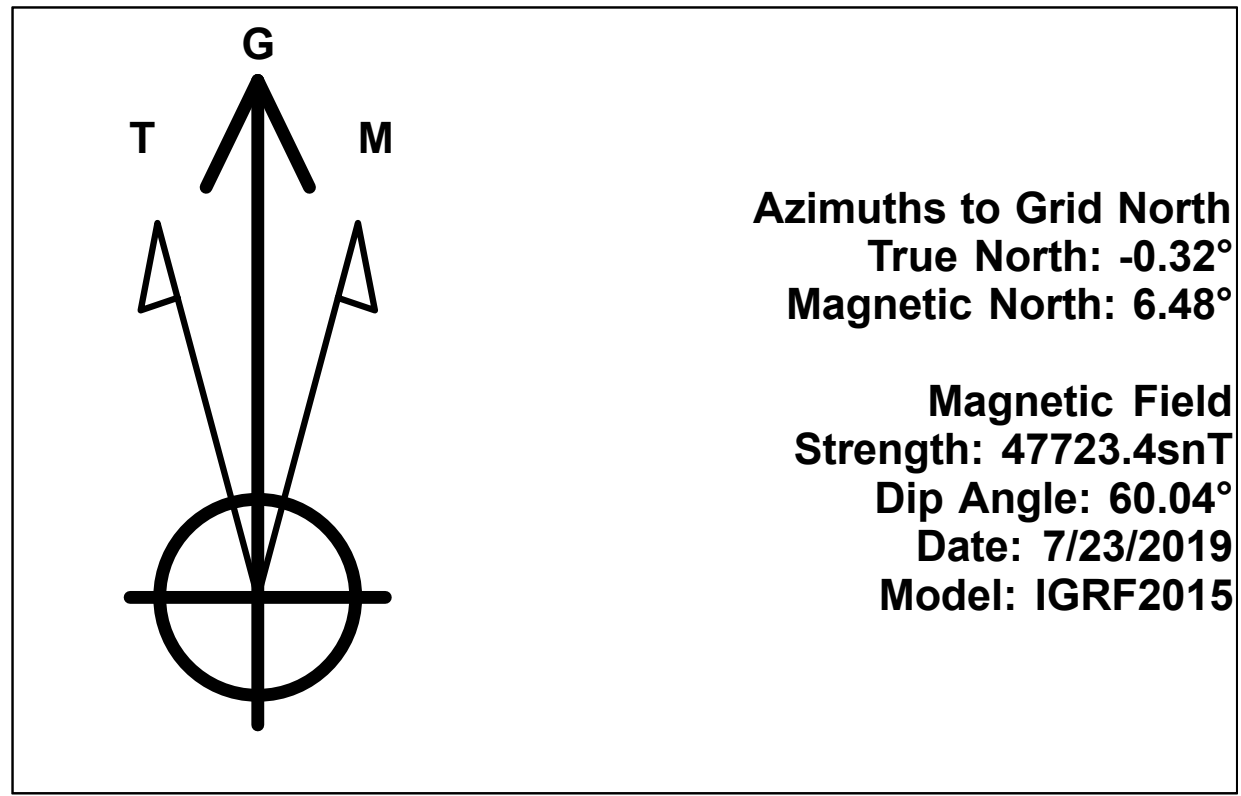 G
T
M
Azimuths to Grid North
True North: -0.32°
Magnetic North: 6.48°
Magnetic Field
Strength: 47723.4snT
Dip Angle: 60.04°
Date: 7/23/2019
Model: IGRF2015